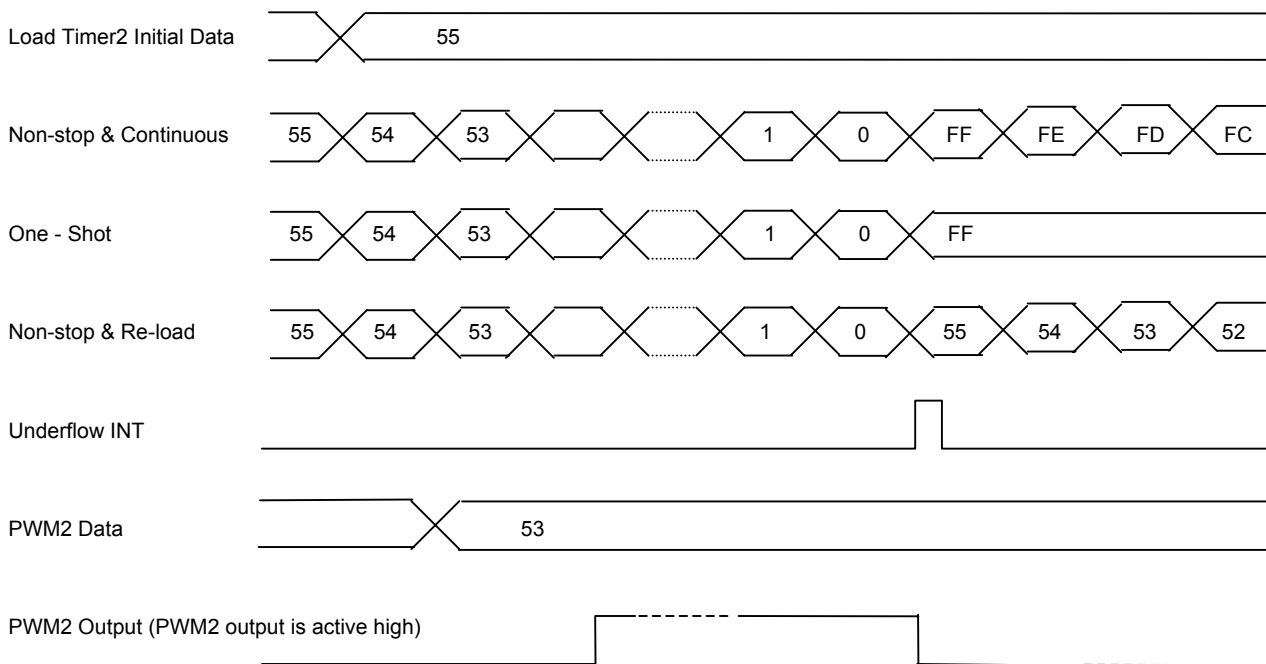 Load Timer2 Initial Data 55
Non-stop & Continuous 55 54 53 1 0 FF FE FD FC
One - Shot 55 54 53 1 0 FF
Non-stop & Re-load 55 54 53 1 0 55 54 53 52
Underflow INT
PWM2 Data 53
PWM2 Output (PWM2 output is active high)